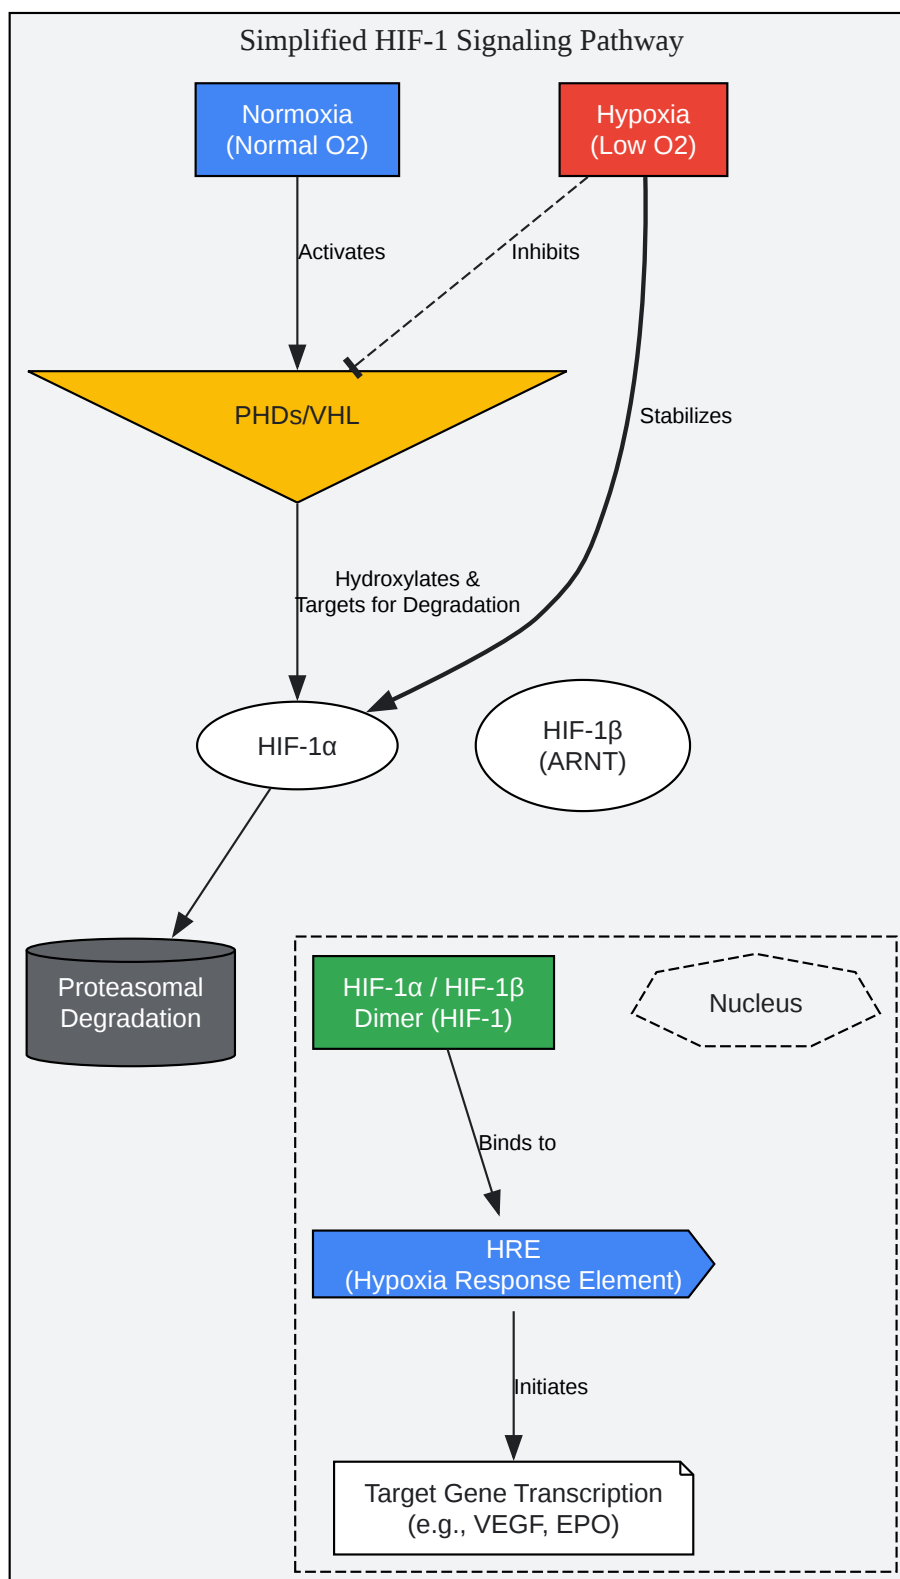 Simplified HIF-1 Signaling Pathway
Normoxia
(Normal O2)
Hypoxia
(Low O2)
Activates
Inhibits
PHDs/VHL
Stabilizes
Hydroxylates &
Targets for Degradation
HIF-1α
HIF-1β
(ARNT)
Proteasomal
Degradation
HIF-1α / HIF-1β
Dimer (HIF-1)
Nucleus
Binds to
HRE
(Hypoxia Response Element)
Initiates
Target Gene Transcription
(e.g., VEGF, EPO)